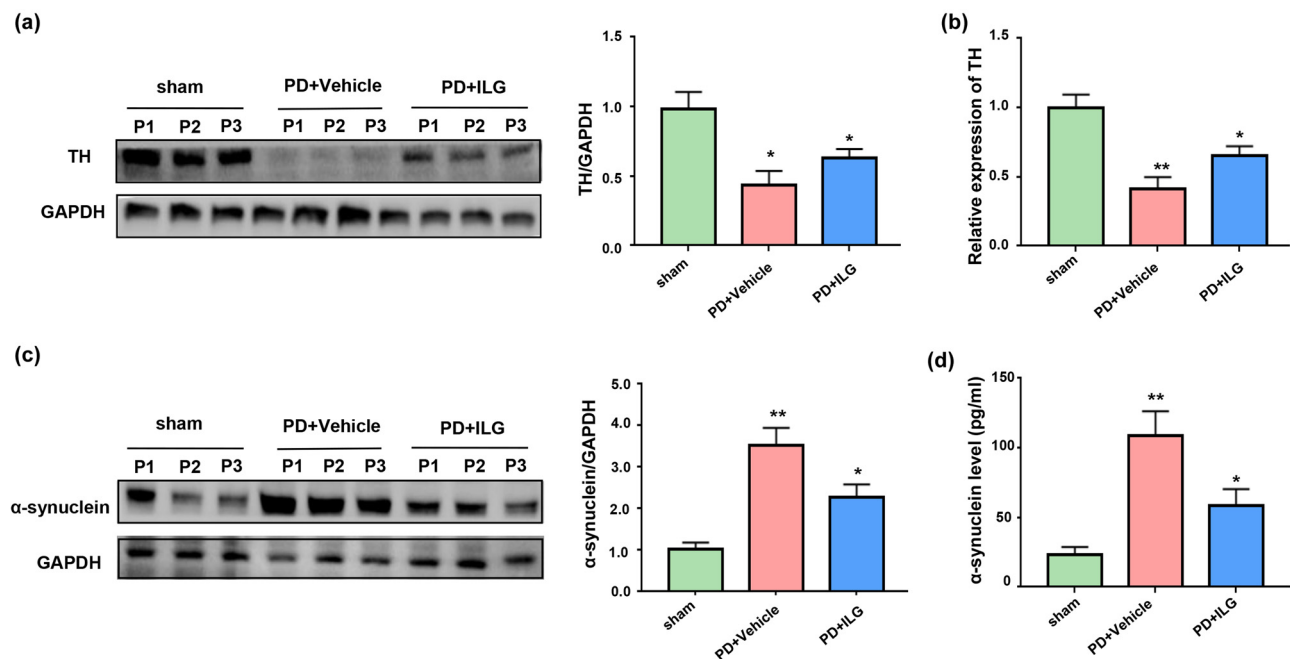 (a)
sham PD+Vehicle PD+ILG
P1 P2 P3 P1 P2 P3 P1 P2 P3
TH
GAPDH
TH/GAPDH
1.5
1.0
0.5
0.0
* *
sham PD+Vehicle PD+ILG
(b)
Relative expression of TH
1.5
1.0
0.5
0.0
** *
sham PD+Vehicle PD+ILG
(c)
sham PD+Vehicle PD+ILG
P1 P2 P3 P1 P2 P3 P1 P2 P3
α-synuclein
GAPDH
α-synuclein/GAPDH
5.0
4.0
3.0
2.0
1.0
0.0
** *
sham PD+Vehicle PD+ILG
(d)
α-synuclein level (pg/ml)
150
100
50
0
** *
sham PD+Vehicle PD+ILG